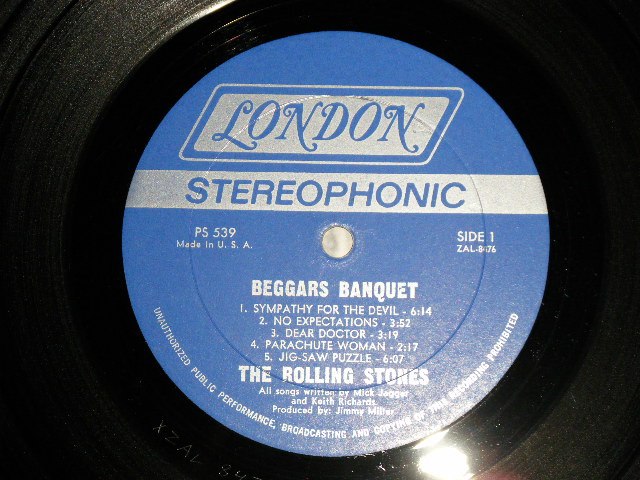 LONDON
STEREOPHONIC
PS 539
Made In U. S. A.
SIDE 1
ZAL-8476
BEGGARS BANQUET
1. SYMPATHY FOR THE DEVIL - 6:14
2. NO EXPECTATIONS - 3:52
3. DEAR DOCTOR - 3:19
4. PARACHUTE WOMAN - 2:17
5. JIG-SAW PUZZLE - 6:07
THE ROLLING STONES
All songs written by Mick Jagger
and Keith Richards.
Produced by: Jimmy Miller
UNAUTHORIZED PUBLIC PERFORMANCE, BROADCASTING AND COPYING OF THIS RECORDING PROHIBITED